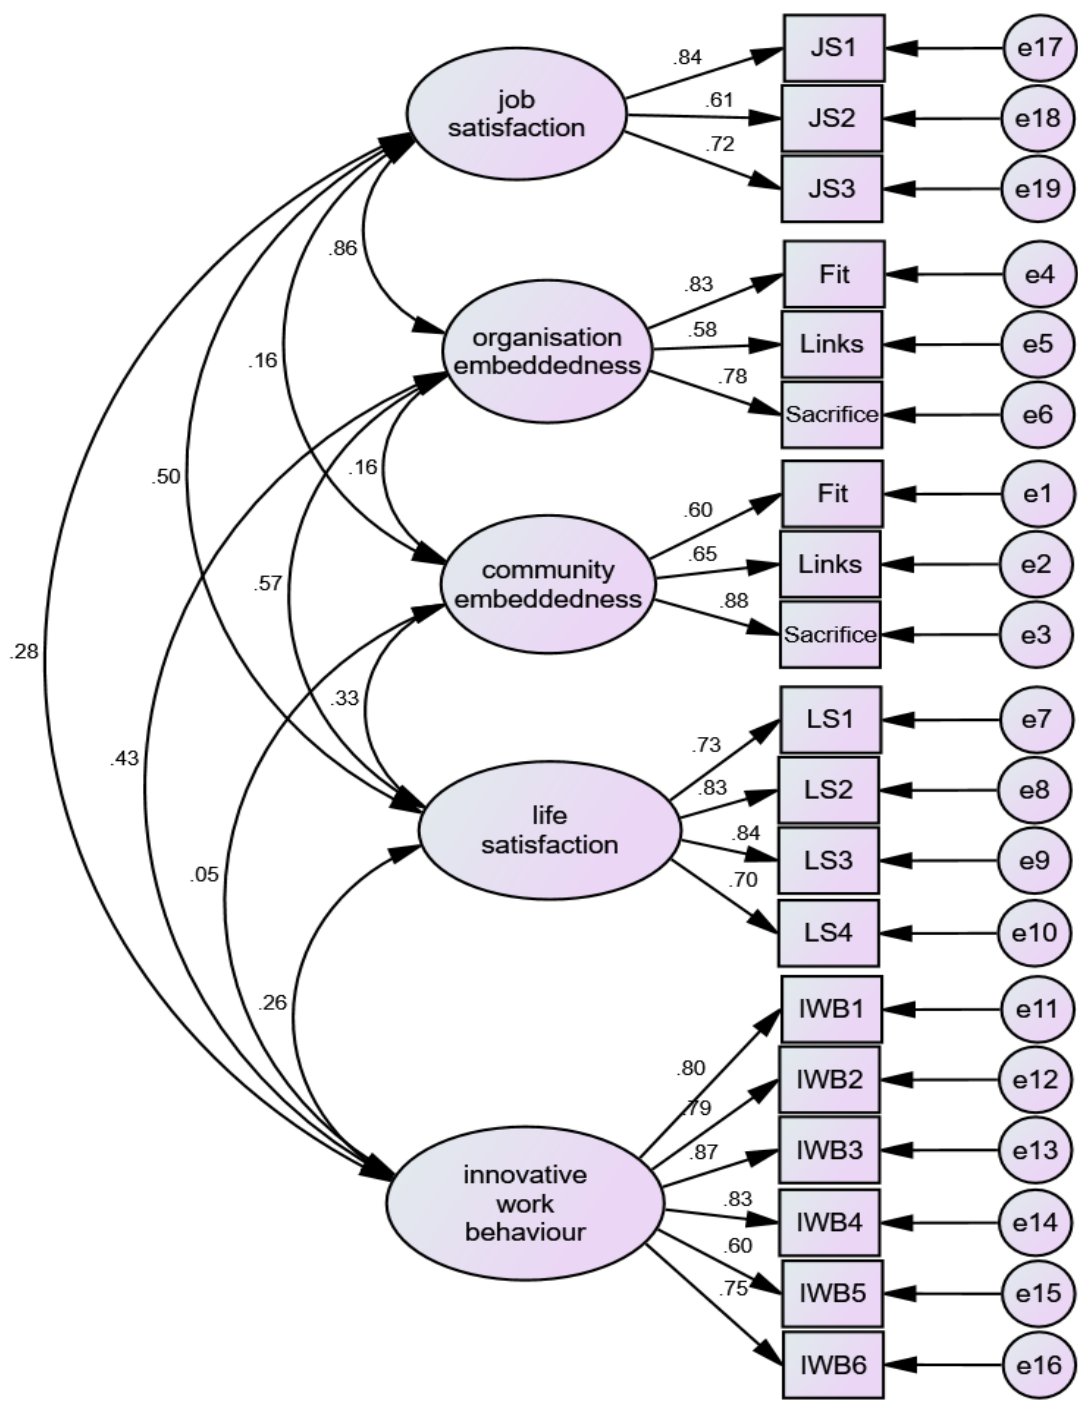 job
satisfaction
.84
.61
.72
JS1
JS2
JS3
e17
e18
e19
.86
.16
.50
.28
organisation
embeddedness
.83
.58
.78
Fit
Links
Sacrifice
e4
e5
e6
.16
.57
.43
community
embeddedness
.60
.65
.88
Fit
Links
Sacrifice
e1
e2
e3
.33
.05
life
satisfaction
.73
.83
.84
.70
LS1
LS2
LS3
LS4
e7
e8
e9
e10
.26
innovative
work
behaviour
.80
.79
.87
.83
.60
.75
IWB1
IWB2
IWB3
IWB4
IWB5
IWB6
e11
e12
e13
e14
e15
e16